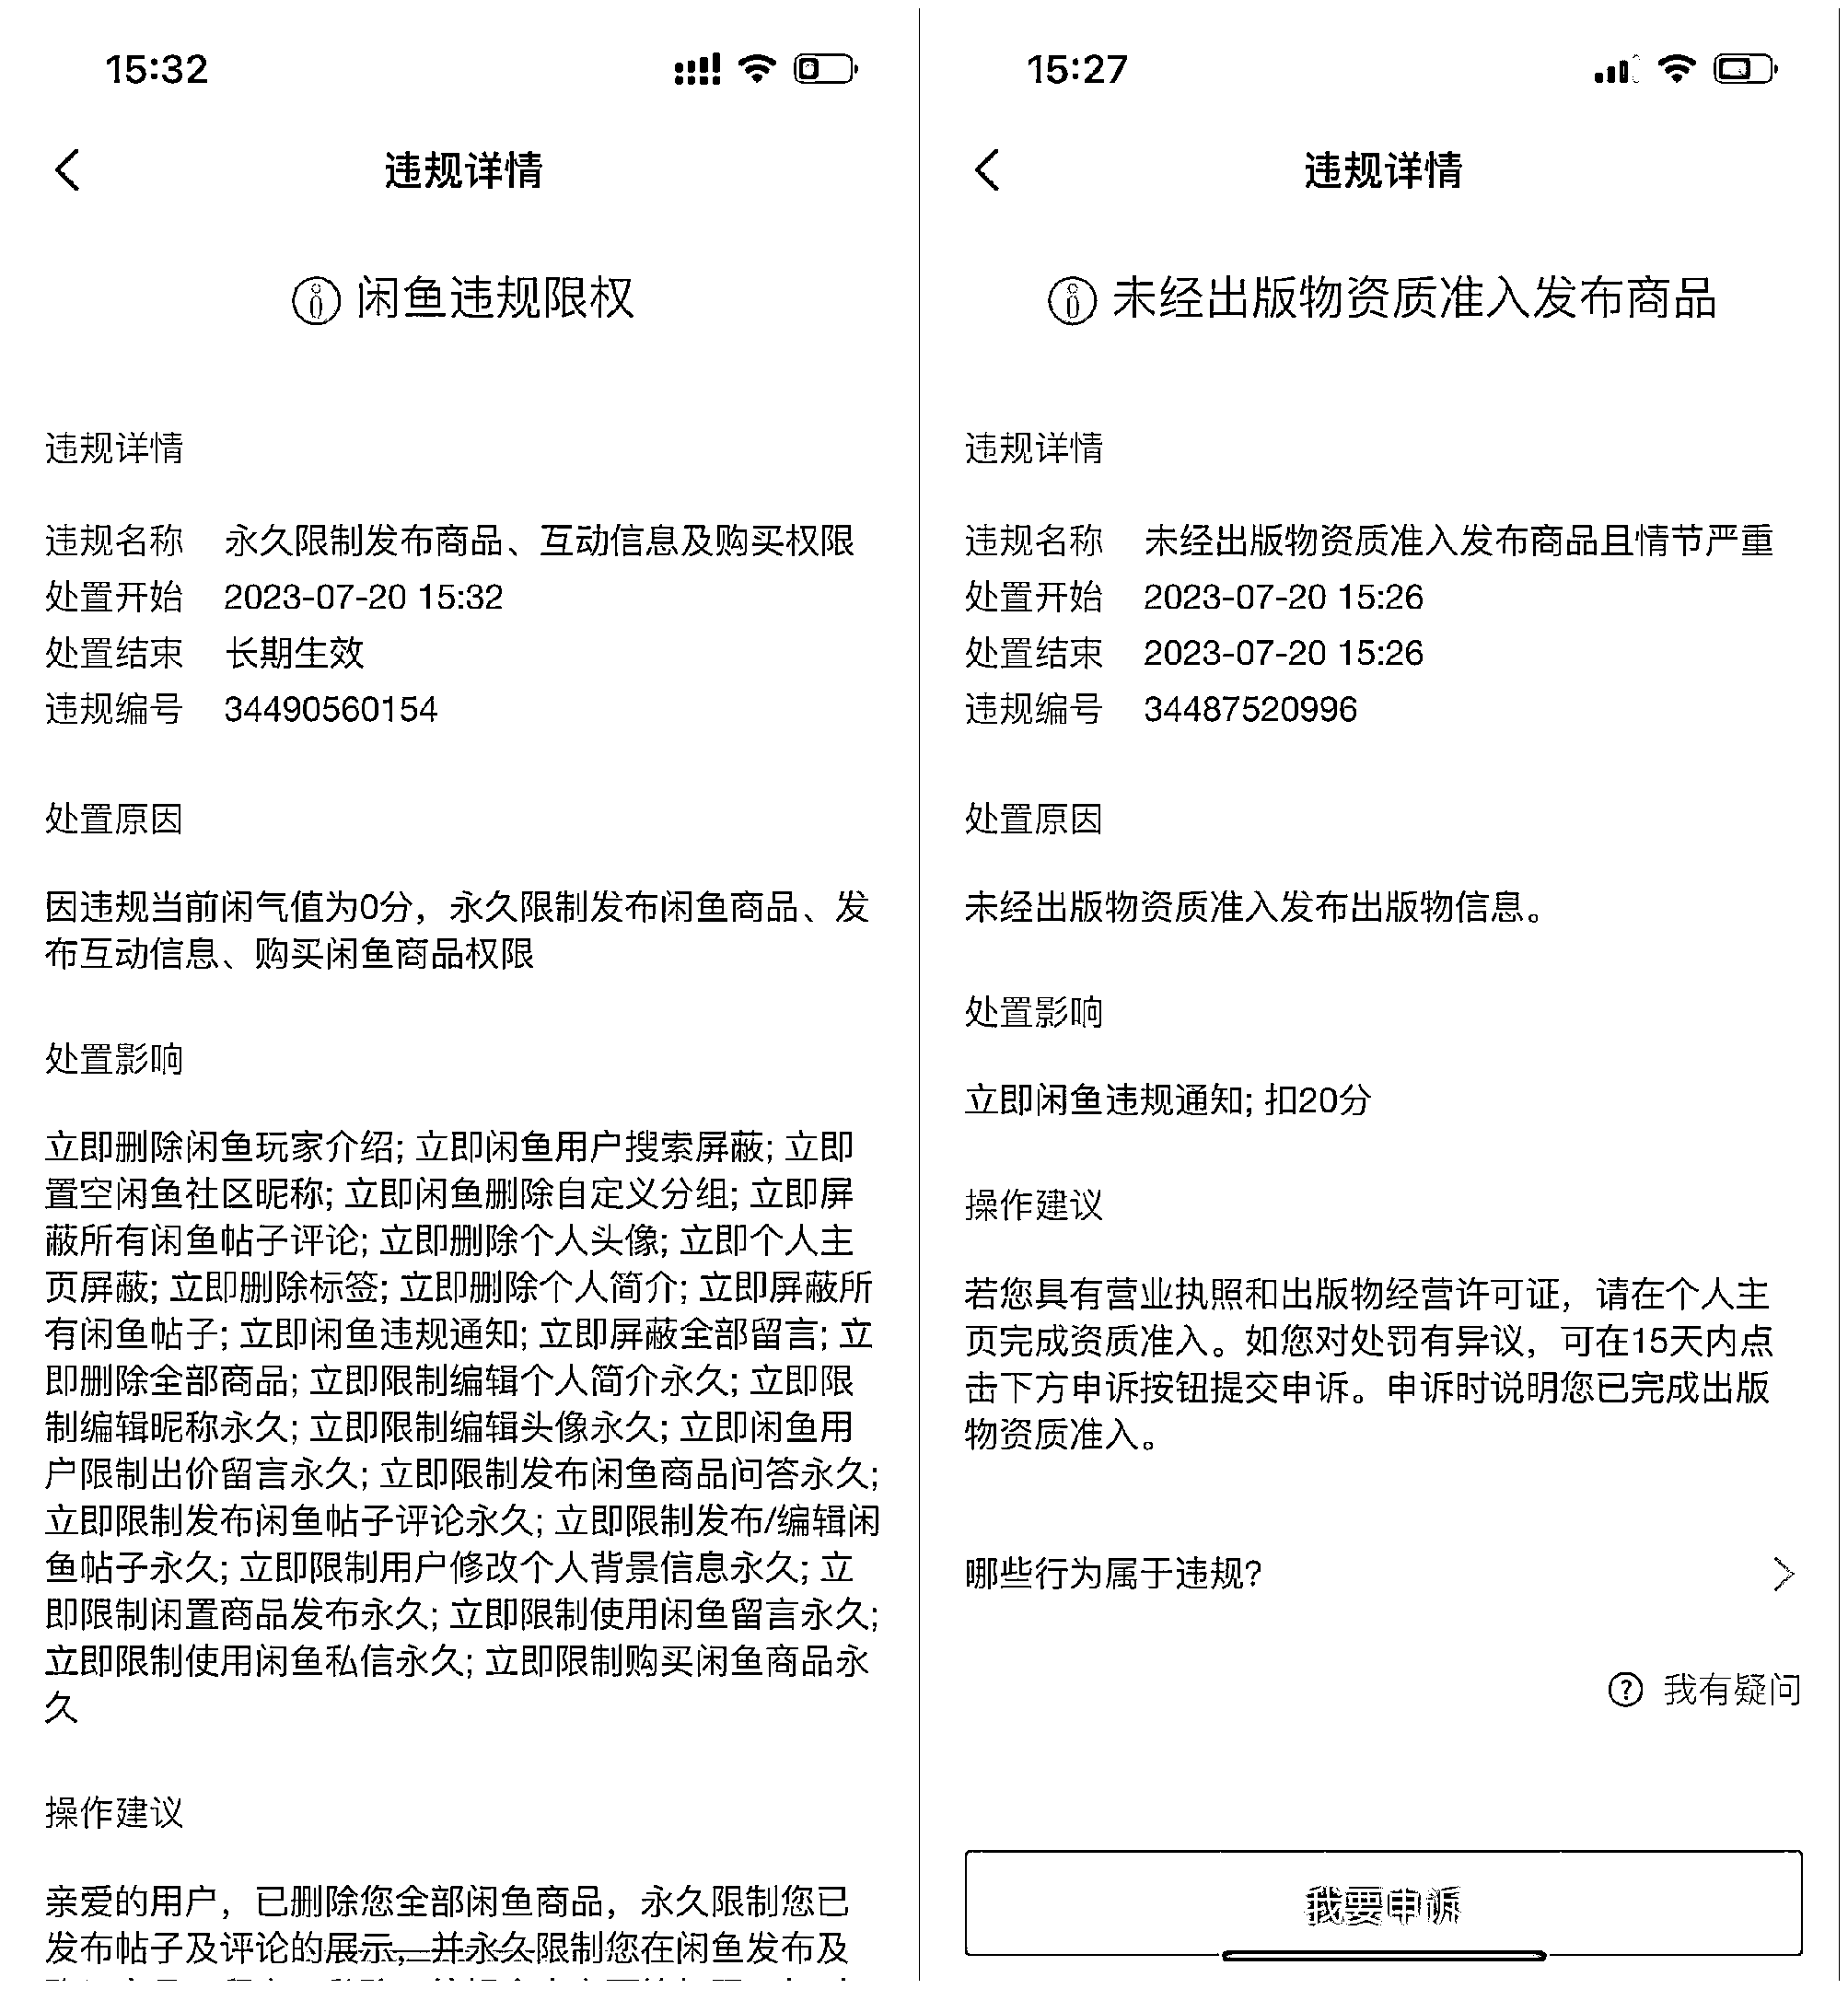 15:32
违规详情
闲鱼违规限权
违规详情
违规名称 永久限制发布商品、互动信息及购买权限
处置开始 2023-07-20 15:32
处置结束 长期生效
违规编号 34490560154
处置原因
因违规当前闲气值为0分，永久限制发布闲鱼商品、发
布互动信息、购买闲鱼商品权限
处置影响
立即删除闲鱼玩家介绍; 立即闲鱼用户搜索屏蔽; 立即
置空闲鱼社区昵称; 立即闲鱼删除自定义分组; 立即屏
蔽所有闲鱼帖子评论; 立即删除个人头像; 立即个人主
页屏蔽; 立即删除标签; 立即删除个人简介; 立即屏蔽所
有闲鱼帖子; 立即闲鱼违规通知; 立即屏蔽全部留言; 立
即删除全部商品; 立即限制编辑个人简介永久; 立即限
制编辑昵称永久; 立即限制编辑头像永久; 立即闲鱼用
户限制出价留言永久; 立即限制发布闲鱼商品问答永久;
立即限制发布闲鱼帖子评论永久; 立即限制发布/编辑闲
鱼帖子永久; 立即限制用户修改个人背景信息永久; 立
即限制闲置商品发布永久; 立即限制使用闲鱼留言永久;
立即限制使用闲鱼私信永久; 立即限制购买闲鱼商品永
久
操作建议
亲爱的用户，已删除您全部闲鱼商品，永久限制您已
发布帖子及评论的展示，并永久限制您在闲鱼发布及
15:27
违规详情
未经出版物资质准入发布商品
违规详情
违规名称 未经出版物资质准入发布商品且情节严重
处置开始 2023-07-20 15:26
处置结束 2023-07-20 15:26
违规编号 34487520996
处置原因
未经出版物资质准入发布出版物信息。
处置影响
立即闲鱼违规通知; 扣20分
操作建议
若您具有营业执照和出版物经营许可证，请在个人主
页完成资质准入。如您对处罚有异议，可在15天内点
击下方申诉按钮提交申诉。申诉时说明您已完成出版
物资质准入。
哪些行为属于违规?
我有疑问
我要申诉